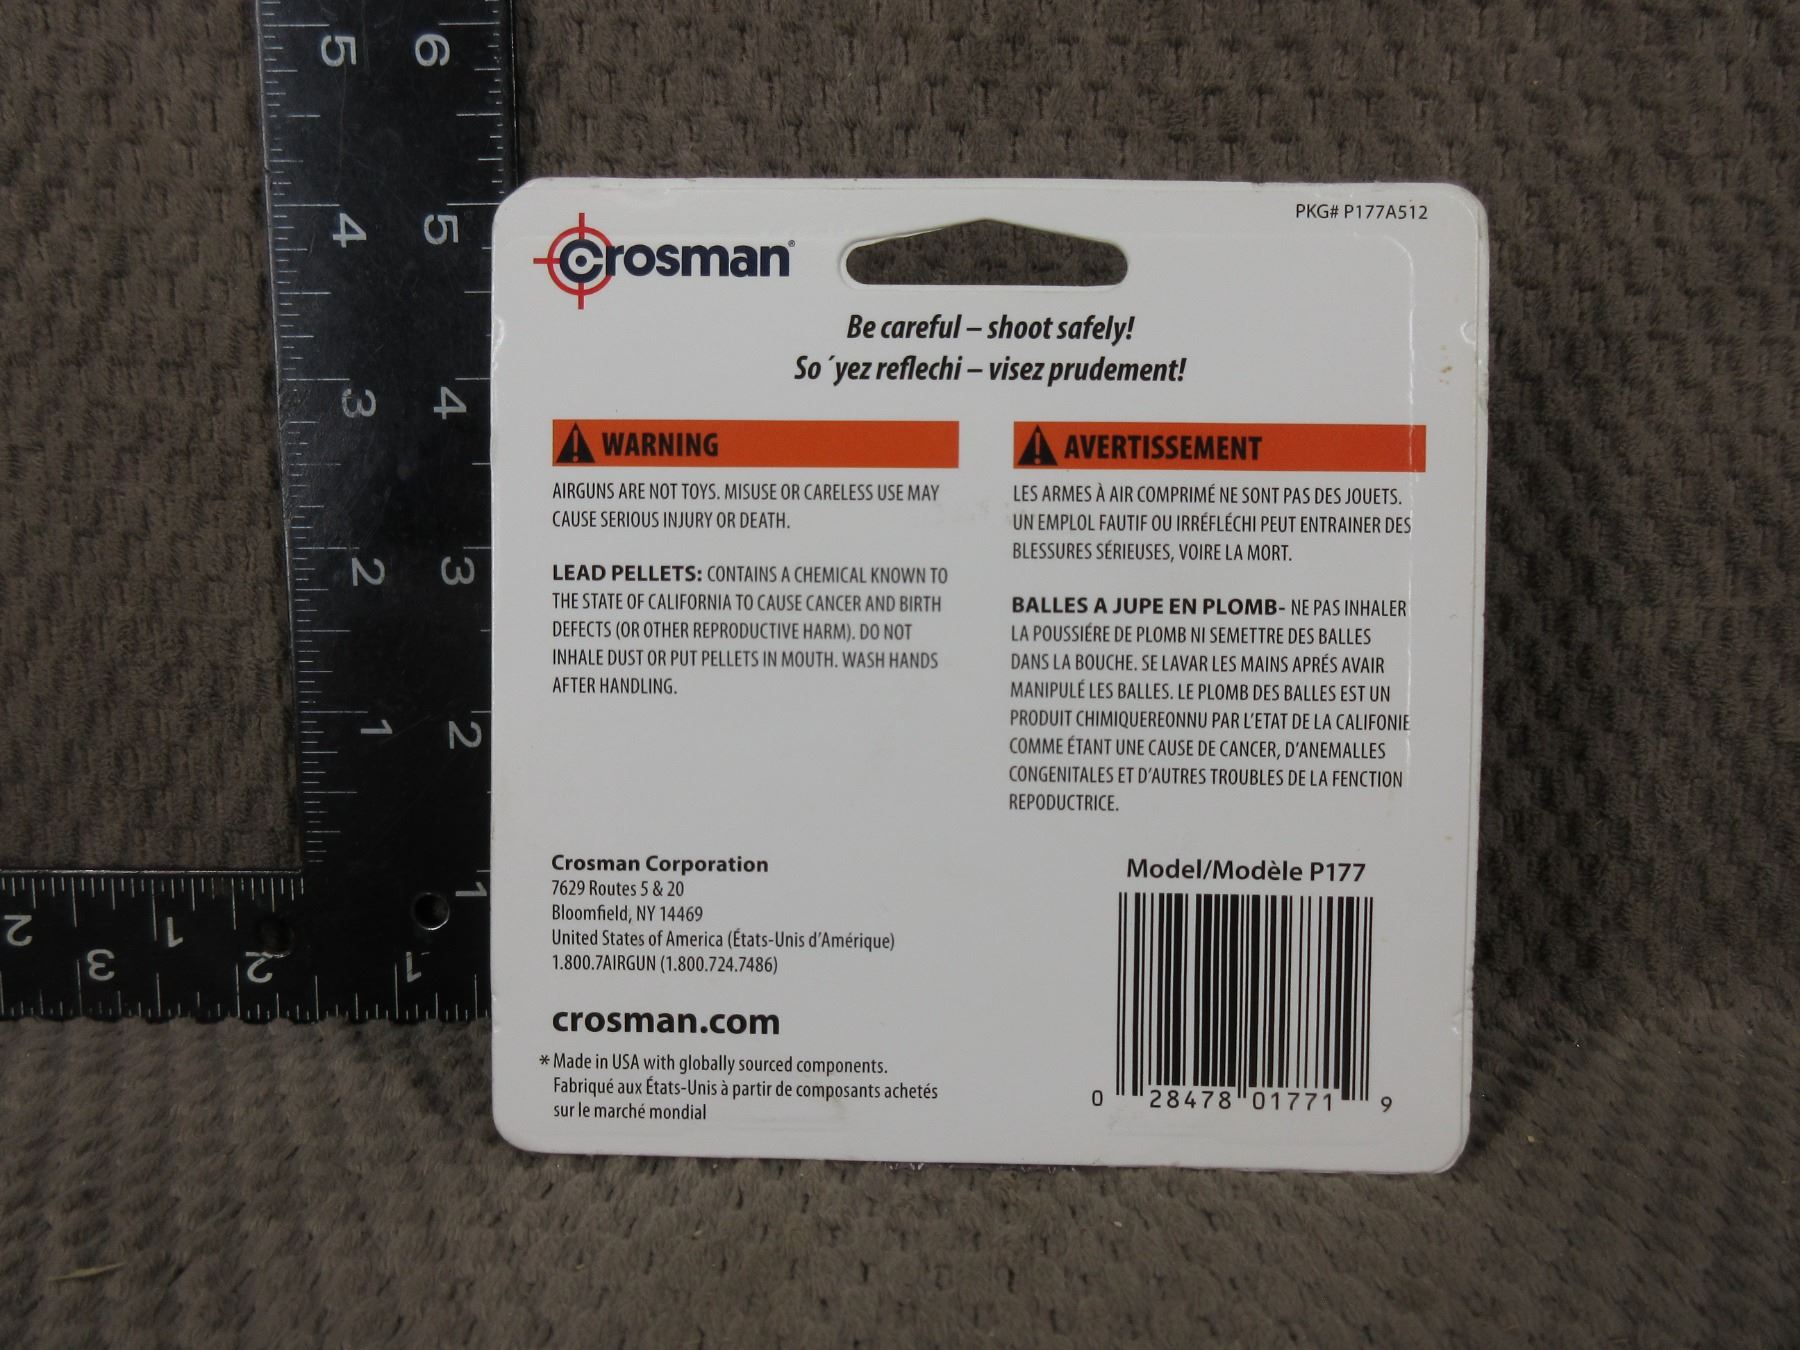 5 6
4 5
3 4
2 3
1 2
1
2 1
3 2 1
PKG# P177A512
crosman®
Be careful – shoot safely!
So ´yez reflechi – visez prudement!
WARNING
AIRGUNS ARE NOT TOYS. MISUSE OR CARELESS USE MAY
CAUSE SERIOUS INJURY OR DEATH.
LEAD PELLETS: CONTAINS A CHEMICAL KNOWN TO
THE STATE OF CALIFORNIA TO CAUSE CANCER AND BIRTH
DEFECTS (OR OTHER REPRODUCTIVE HARM). DO NOT
INHALE DUST OR PUT PELLETS IN MOUTH. WASH HANDS
AFTER HANDLING.
AVERTISSEMENT
LES ARMES À AIR COMPRIMÉ NE SONT PAS DES JOUETS.
UN EMPLOL FAUTIF OU IRRÉFLÉCHI PEUT ENTRAINER DES
BLESSURES SÉRIEUSES, VOIRE LA MORT.
BALLES A JUPE EN PLOMB- NE PAS INHALER
LA POUSSIÉRE DE PLOMB NI SEMETTRE DES BALLES
DANS LA BOUCHE. SE LAVAR LES MAINS APRÉS AVAIR
MANIPULÉ LES BALLES. LE PLOMB DES BALLES EST UN
PRODUIT CHIMIQUEREONNU PAR L'ETAT DE LA CALIFONIE
COMME ÉTANT UNE CAUSE DE CANCER, D'ANEMALLES
CONGENITALES ET D'AUTRES TROUBLES DE LA FENCTION
REPODUCTRICE.
Crosman Corporation
7629 Routes 5 & 20
Bloomfield, NY 14469
United States of America (États-Unis d'Amérique)
1.800.7AIRGUN (1.800.724.7486)
crosman.com
* Made in USA with globally sourced components.
Fabriqué aux États-Unis à partir de composants achetés
sur le marché mondial
Model/Modèle P177
0 28478 01771 9